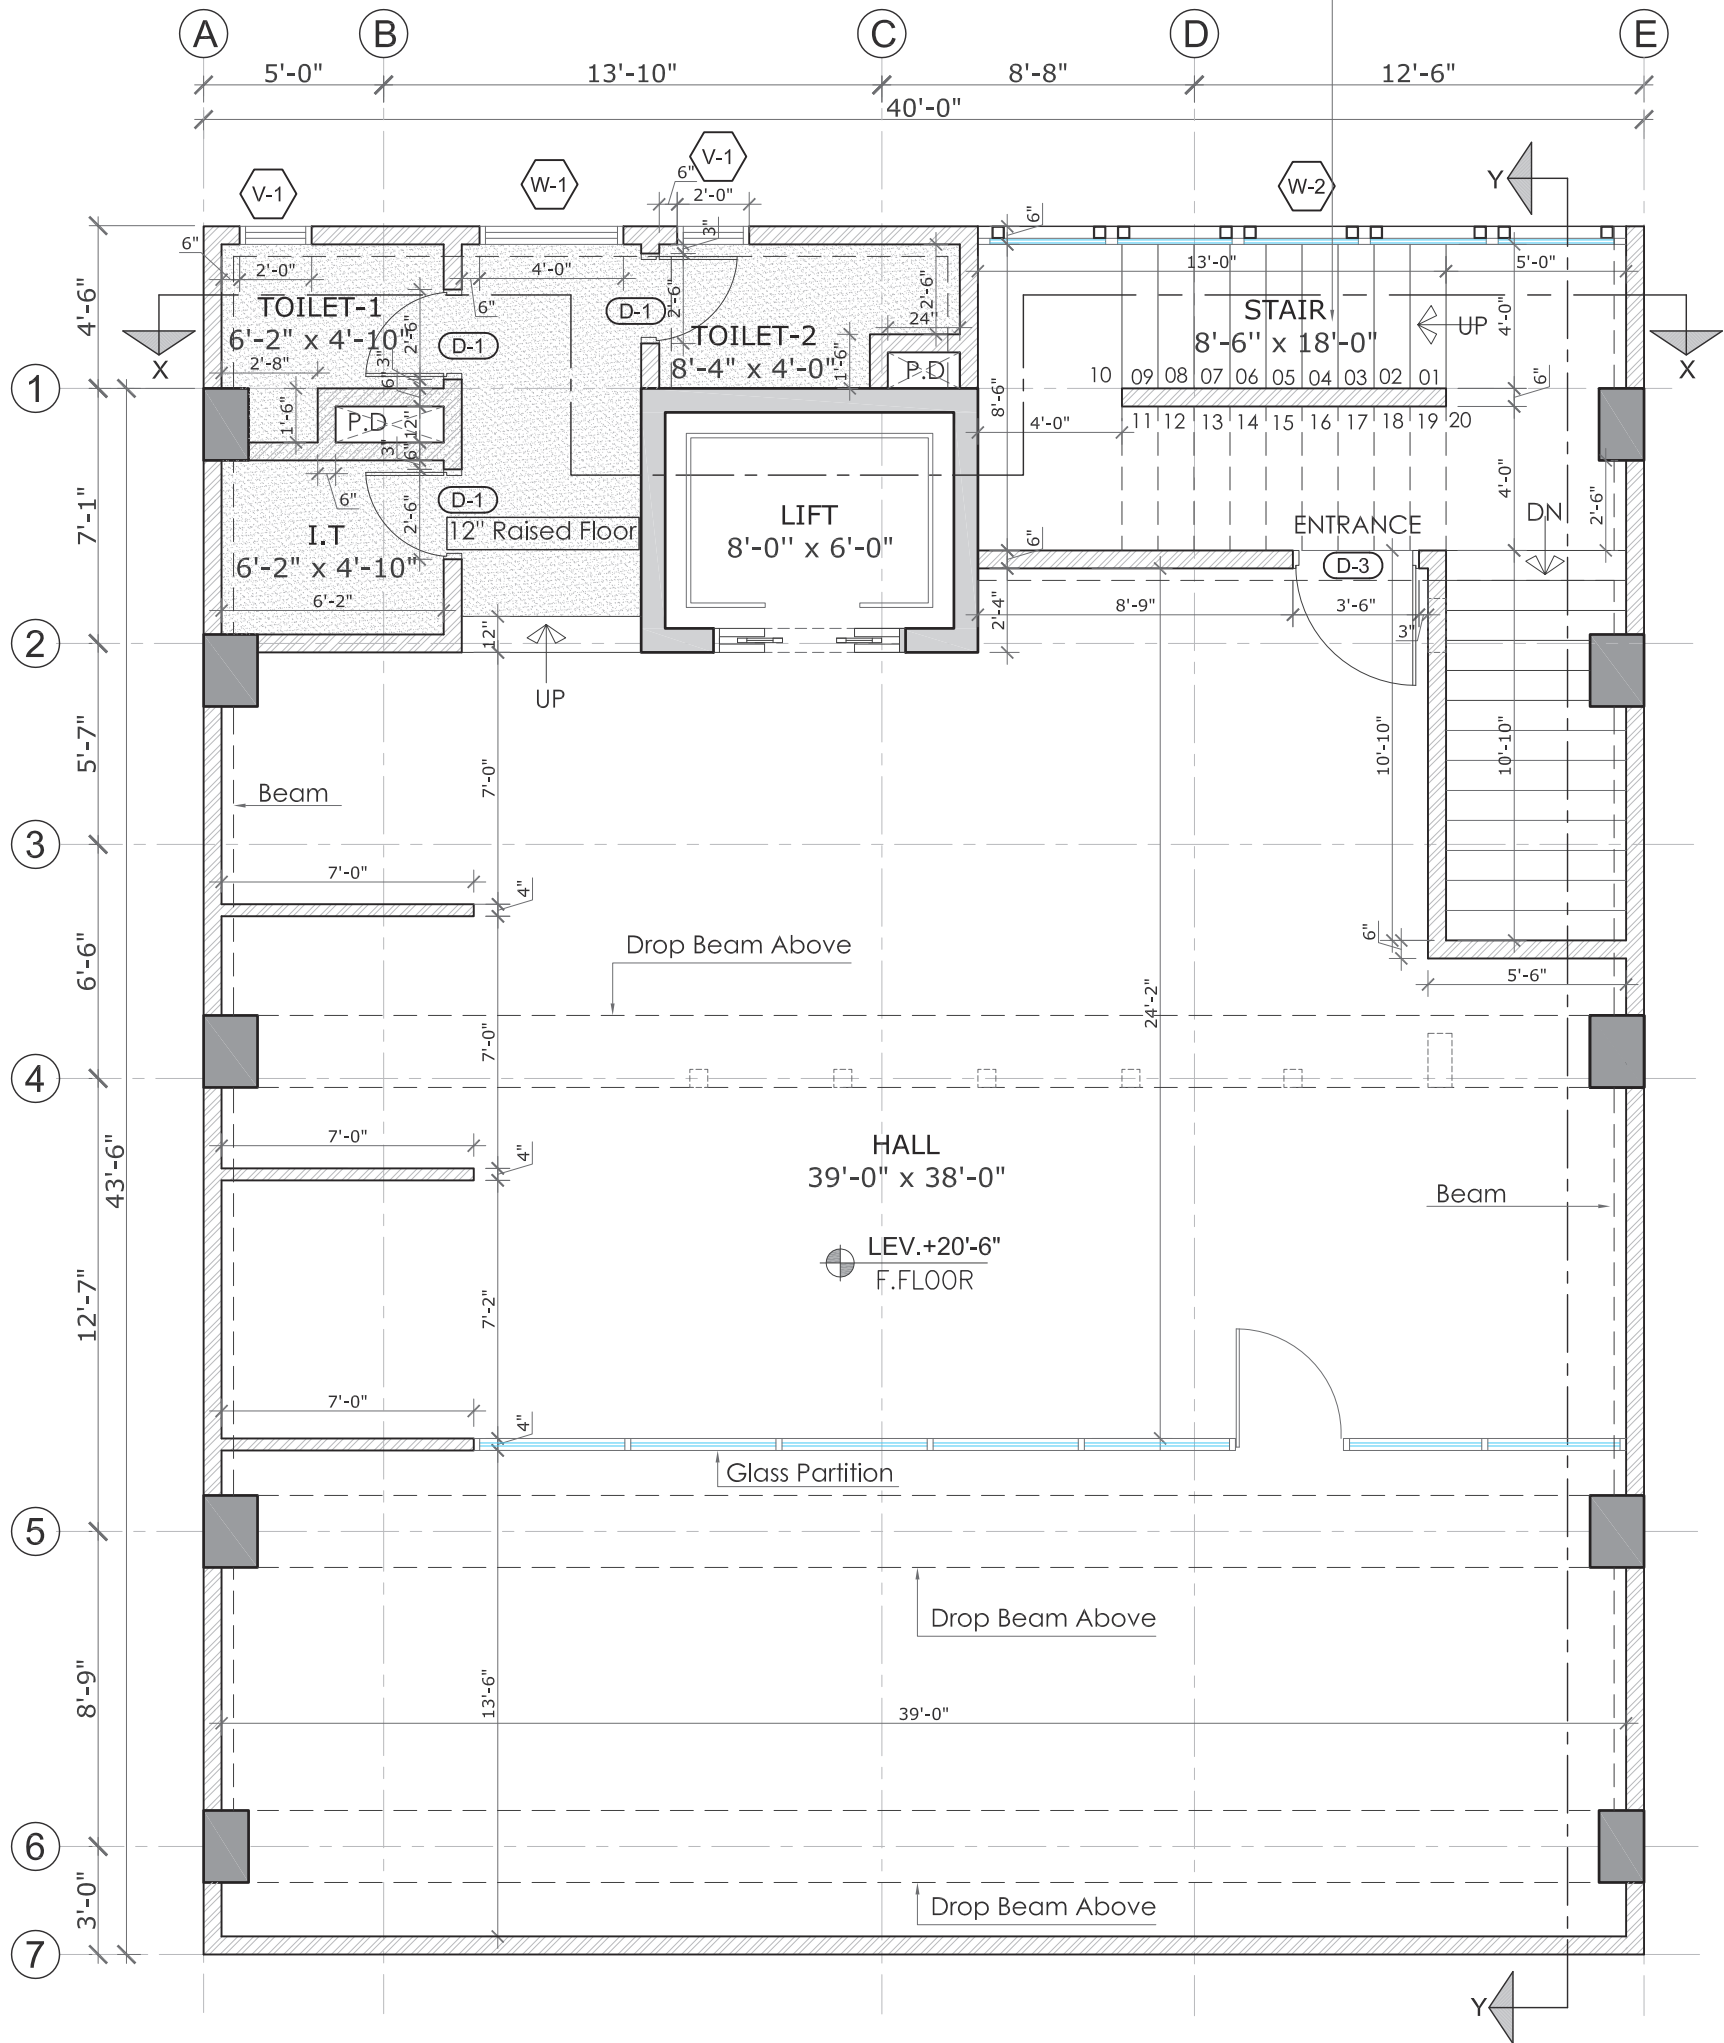 A B C D E
5'-0" 13'-10" 8'-8" 12'-6"
40'-0"
V-1
W-1
V-1
W-2
Y
6"
2'-0"
3"
6"
6"
2'-0"
4'-0"
6"
13'-0"
5'-0"
4'-6"
TOILET-1
6'-2" x 4'-10"
2'-6"
D-1
D-1
2'-6"
TOILET-2
8'-4" x 4'-0"
2'-6"
24"
1'-6"
P.D
STAIR
8'-6" x 18'-0"
UP
4'-0"
X
X
2'-8"
3"
6"
1
10 09 08 07 06 05 04 03 02 01
6"
8'-6"
4'-0"
11 12 13 14 15 16 17 18 19 20
1'-6"
P.D
12"
3"
6"
6"
D-1
2'-6"
12" Raised Floor
7'-1"
I.T
6'-2" x 4'-10"
6'-2"
LIFT
8'-0'' x 6'-0"
6"
ENTRANCE
D-3
4'-0"
DN
2'-6"
8'-9"
3'-6"
3"
2'-4"
2
12"
UP
5'-7"
7'-0"
10'-10"
10'-10"
Beam
3
7'-0"
4"
6'-6"
Drop Beam Above
6"
5'-6"
24'-2"
7'-0"
4
43'-6"
7'-0"
4"
HALL
39'-0" x 38'-0"
Beam
LEV.+20'-6"
F.FLOOR
12'-7"
7'-2"
7'-0"
4"
Glass Partition
5
Drop Beam Above
8'-9"
13'-6"
39'-0"
6
3'-0"
Drop Beam Above
7
Y